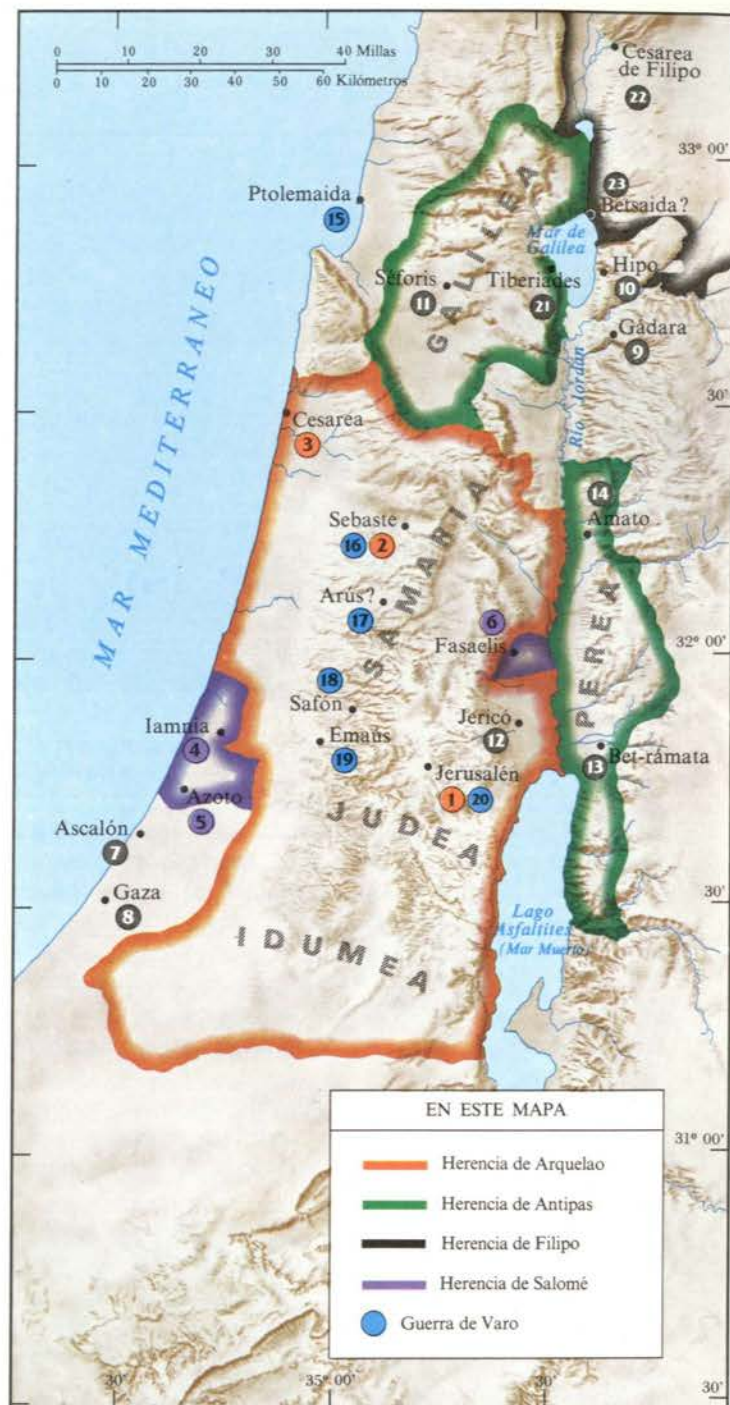 0 10 20 30 40 Millas
0 10 20 30 40 50 60 Kilómetros
Cesarea
de Filipo
22
33° 00'
Ptolemaida
15
23
Betsaida?
Mar de
Galilea
GALILEA
Séforis
11
Tiberiades
21
Hipo
10
Gádara
9
MAR MEDITERRANEO
Río Jordán
30'
Cesarea
3
14
Amato
Sebaste
16 2
SAMARIA
Arús?
17
6
Fasaelis
32° 00'
PEREA
18
Safón
Jericó
12
Iamnia
4
Emaús
19
Bet-rámata
13
Jerusalén
1 20
Azoto
5
JUDEA
Ascalón
7
Gaza
8
30'
Lago
Asfaltites
(Mar Muerto)
IDUMEA
EN ESTE MAPA
Herencia de Arquelao
Herencia de Antipas
Herencia de Filipo
Herencia de Salomé
Guerra de Varo
31° 00'
30' 35° 00' 30' 30'